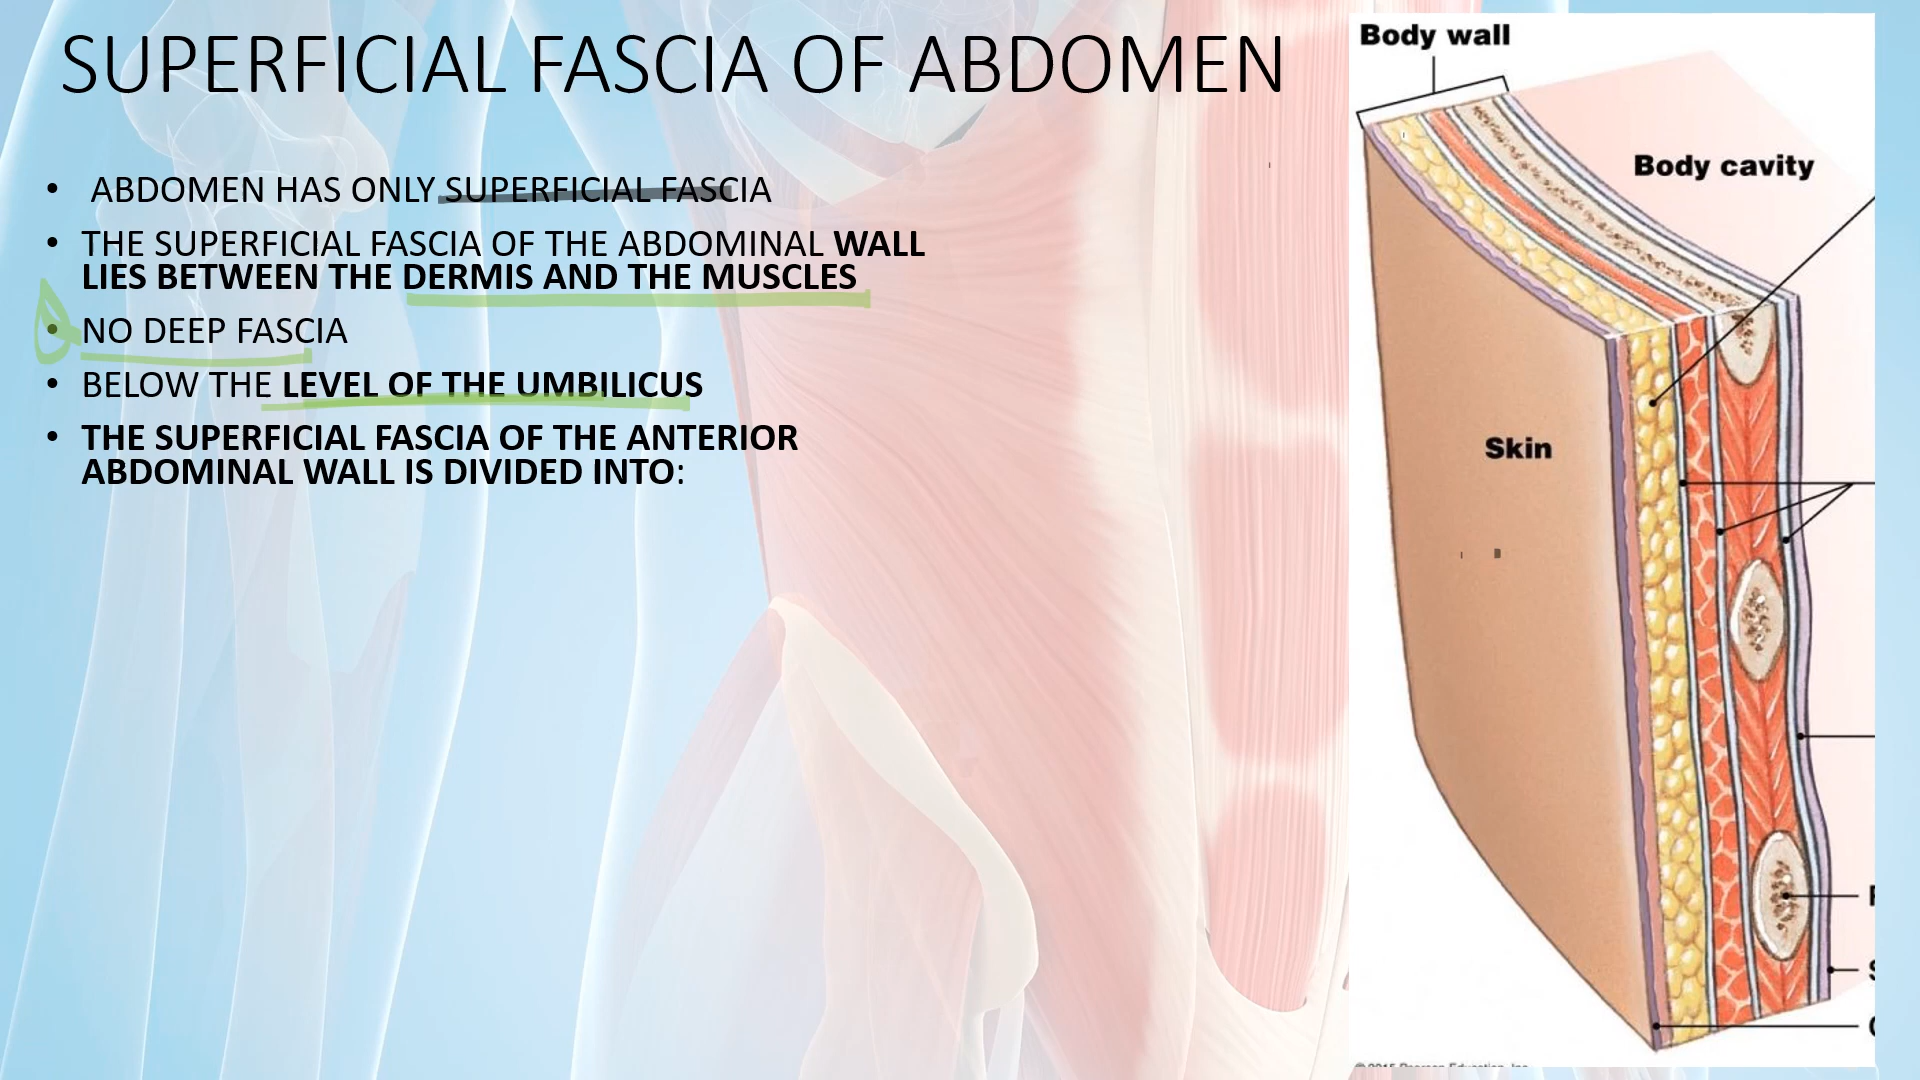 SUPERFICIAL FASCIA OF ABDOMEN
• ABDOMEN HAS ONLY SUPERFICIAL FASCIA
• THE SUPERFICIAL FASCIA OF THE ABDOMINAL WALL
LIES BETWEEN THE DERMIS AND THE MUSCLES
• NO DEEP FASCIA
• BELOW THE LEVEL OF THE UMBILICUS
• THE SUPERFICIAL FASCIA OF THE ANTERIOR
ABDOMINAL WALL IS DIVIDED INTO:
Body wall
Body cavity
Skin